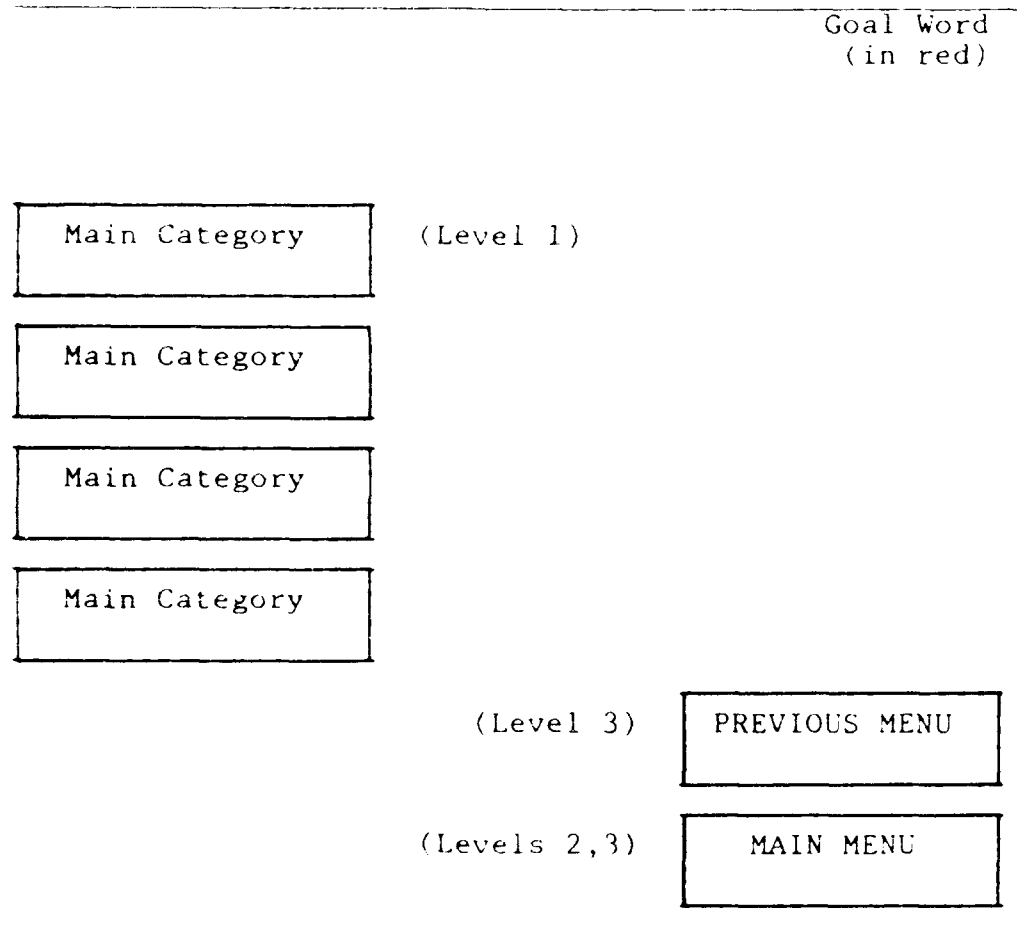 Goal Word
(in red)
Main Category (Level 1)
Main Category
Main Category
Main Category
(Level 3) PREVIOUS MENU
(Levels 2,3) MAIN MENU